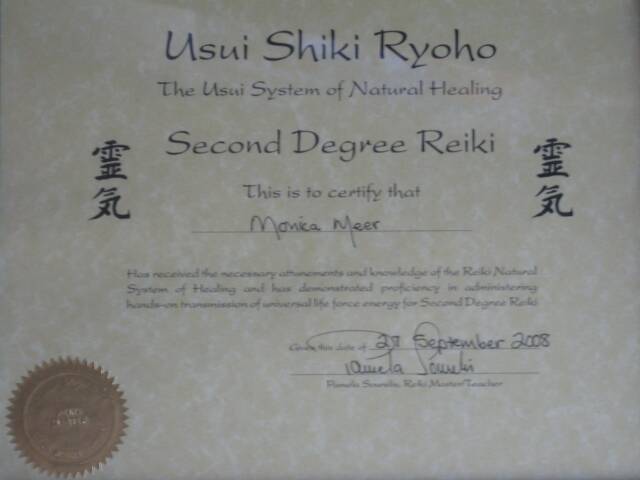 Usui Shiki Ryoho
The Usui System of Natural Healing
Second Degree Reiki
霊気
霊気
This is to certify that
Monica Meer
Has received the necessary attunements and knowledge of the Reiki Natural
System of Healing and has demonstrated proficiency in administering
hands-on transmission of universal life force energy for Second Degree Reiki
Given this date of 27 September 2008
Pamela
Pamela Reiki Master/Teacher